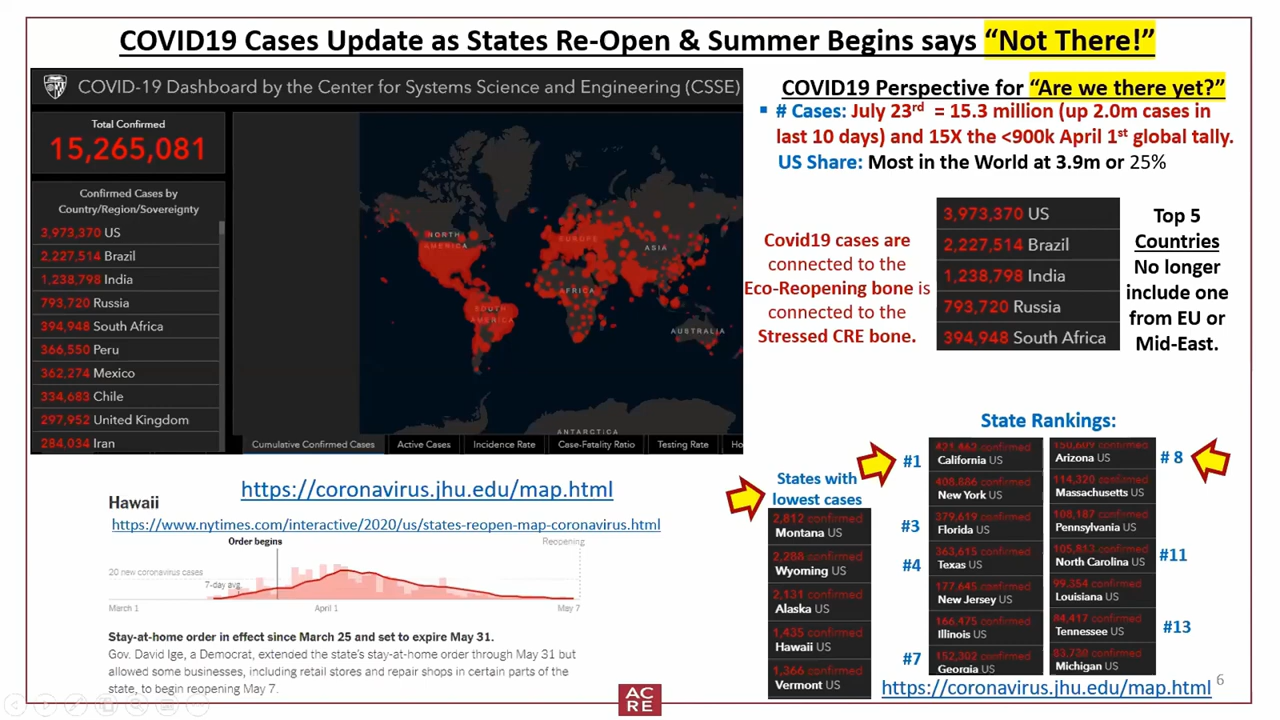 COVID19 Cases Update as States Re-Open & Summer Begins says “Not There!”
COVID-19 Dashboard by the Center for Systems Science and Engineering (CSSE)
Total Confirmed
15,265,081
Confirmed Cases by
Country/Region/Sovereignty
3,973,370 US
2,227,514 Brazil
1,238,798 India
793,720 Russia
394,948 South Africa
366,550 Peru
362,274 Mexico
334,683 Chile
297,952 United Kingdom
284,034 Iran
NORTH
AMERICA
SOUTH
AMERICA
EUROPE
ASIA
AFRICA
AUSTRALIA
ANTARCTICA
Cumulative Confirmed Cases
Active Cases
Incidence Rate
Case-Fatality Ratio
Testing Rate
Ho
COVID19 Perspective for “Are we there yet?”
▪ # Cases: July 23rd = 15.3 million (up 2.0m cases in
last 10 days) and 15X the <900k April 1st global tally.
US Share: Most in the World at 3.9m or 25%
Covid19 cases are
connected to the
Eco-Reopening bone is
connected to the
Stressed CRE bone.
3,973,370 US
2,227,514 Brazil
1,238,798 India
793,720 Russia
394,948 South Africa
Top 5
Countries
No longer
include one
from EU or
Mid-East.
https://coronavirus.jhu.edu/map.html
Hawaii
https://www.nytimes.com/interactive/2020/us/states-reopen-map-coronavirus.html
Order begins
Reopening
20 new coronavirus cases
7-day avg.
March 1
April 1
May 7
Stay-at-home order in effect since March 25 and set to expire May 31.
Gov. David Ige, a Democrat, extended the state’s stay-at-home order through May 31 but
allowed some businesses, including retail stores and repair shops in certain parts of the
state, to begin reopening May 7.
States with
lowest cases
2,812 confirmed
Montana US
2,288 confirmed
Wyoming US
2,131 confirmed
Alaska US
1,435 confirmed
Hawaii US
1,366 confirmed
Vermont US
State Rankings:
#1
#3
#4
#7
421,462 confirmed
California US
408,886 confirmed
New York US
379,619 confirmed
Florida US
363,615 confirmed
Texas US
177,645 confirmed
New Jersey US
166,475 confirmed
Illinois US
152,302 confirmed
Georgia US
150,609 confirmed
Arizona US
114,320 confirmed
Massachusetts US
108,187 confirmed
Pennsylvania US
105,813 confirmed
North Carolina US
99,354 confirmed
Louisiana US
84,417 confirmed
Tennessee US
83,730 confirmed
Michigan US
# 8
#11
#13
https://coronavirus.jhu.edu/map.html
6
AC
RE